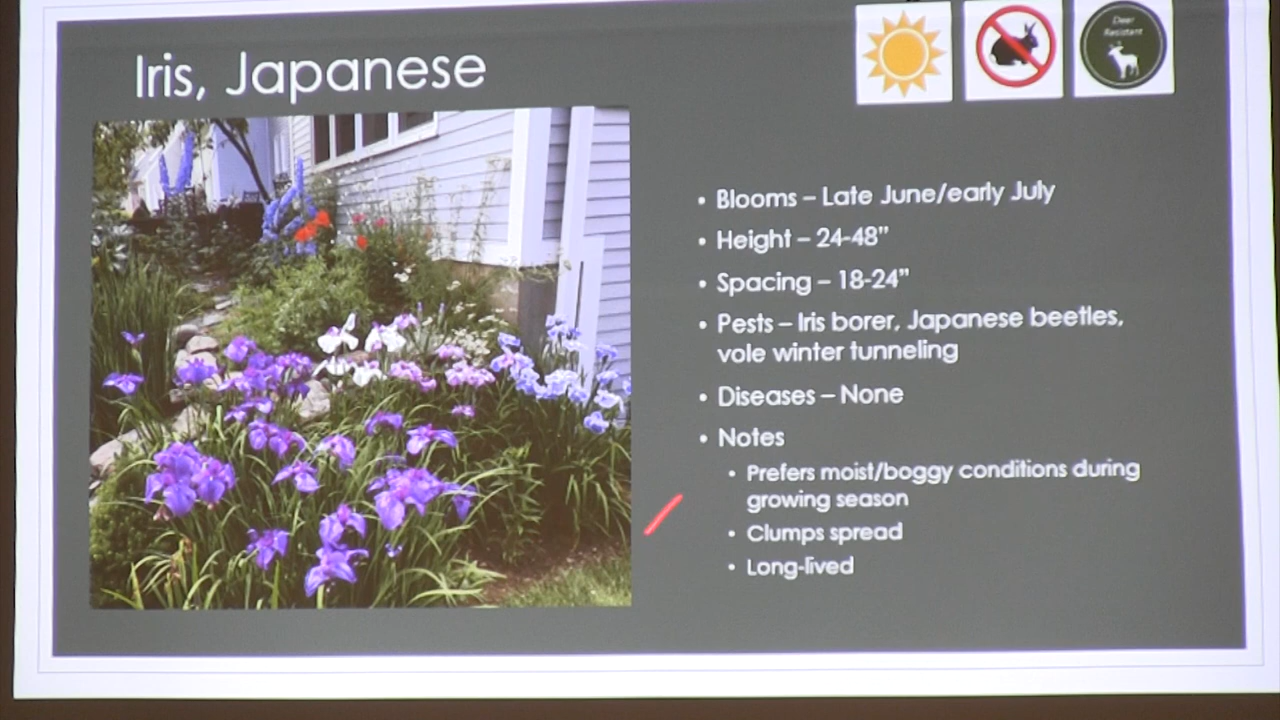 Iris, Japanese
Deer
Resistant
• Blooms – Late June/early July
• Height – 24-48”
• Spacing – 18-24”
• Pests – Iris borer, Japanese beetles,
vole winter tunneling
• Diseases – None
• Notes
• Prefers moist/boggy conditions during
growing season
• Clumps spread
• Long-lived